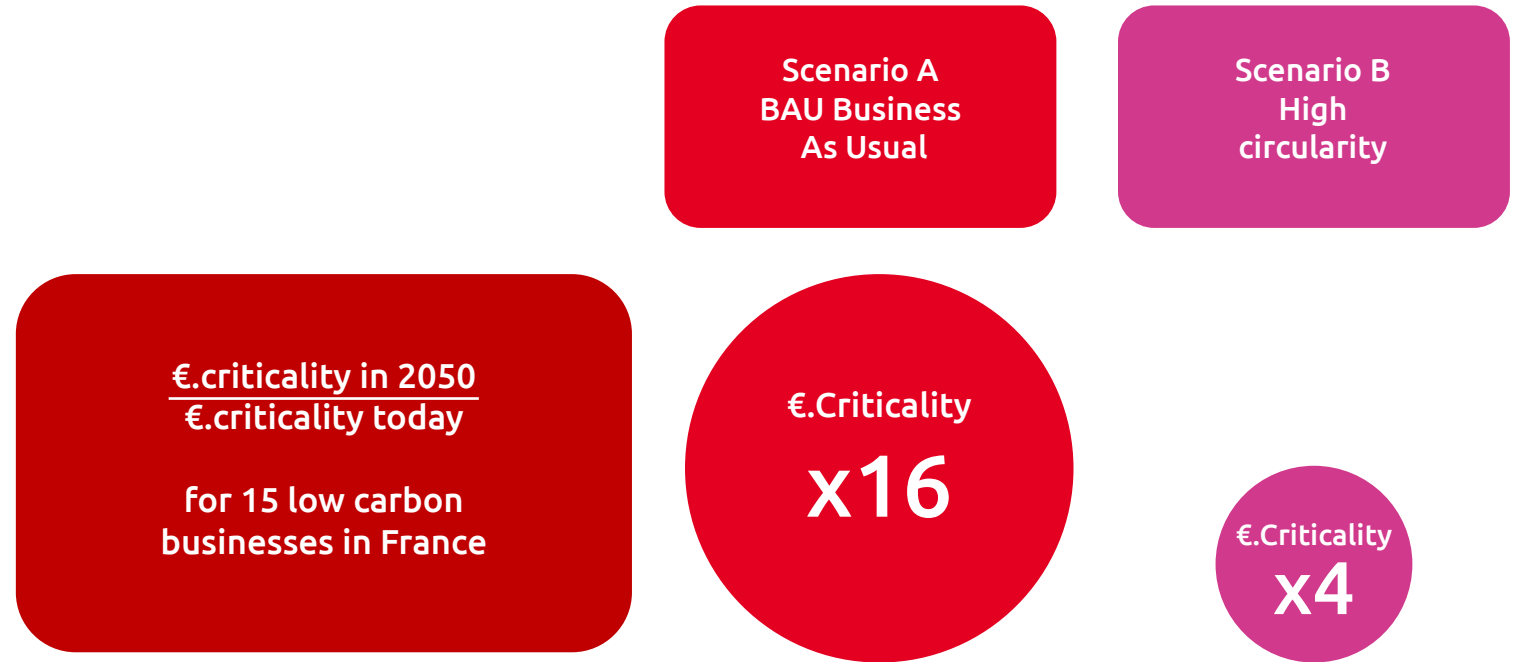 Scenario A
BAU Business
As Usual
Scenario B
High
circularity
€.criticality in 2050
€.criticality today
for 15 low carbon
businesses in France
€.Criticality
x16
€.Criticality
x4